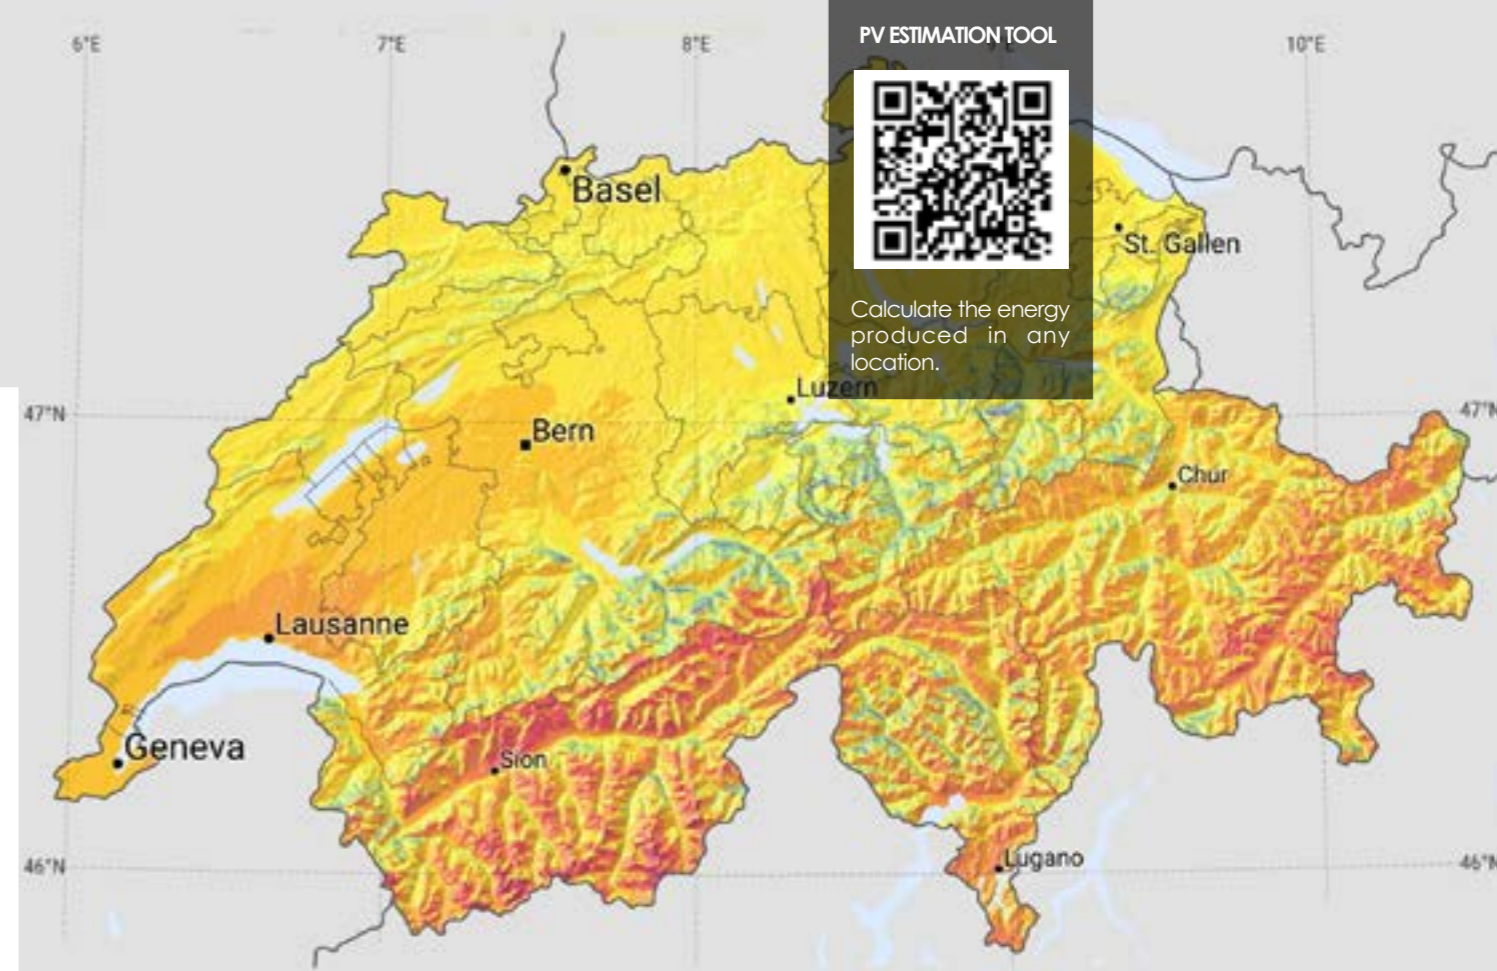 6°E
7°E
8°E
PV ESTIMATION TOOL
10°E
Basel
St. Gallen
Calculate the energy
produced in any
location.
Luzern
47°N
47°N
Bern
Chur
Lausanne
Geneva
Sion
46°N
Lugano
46°N